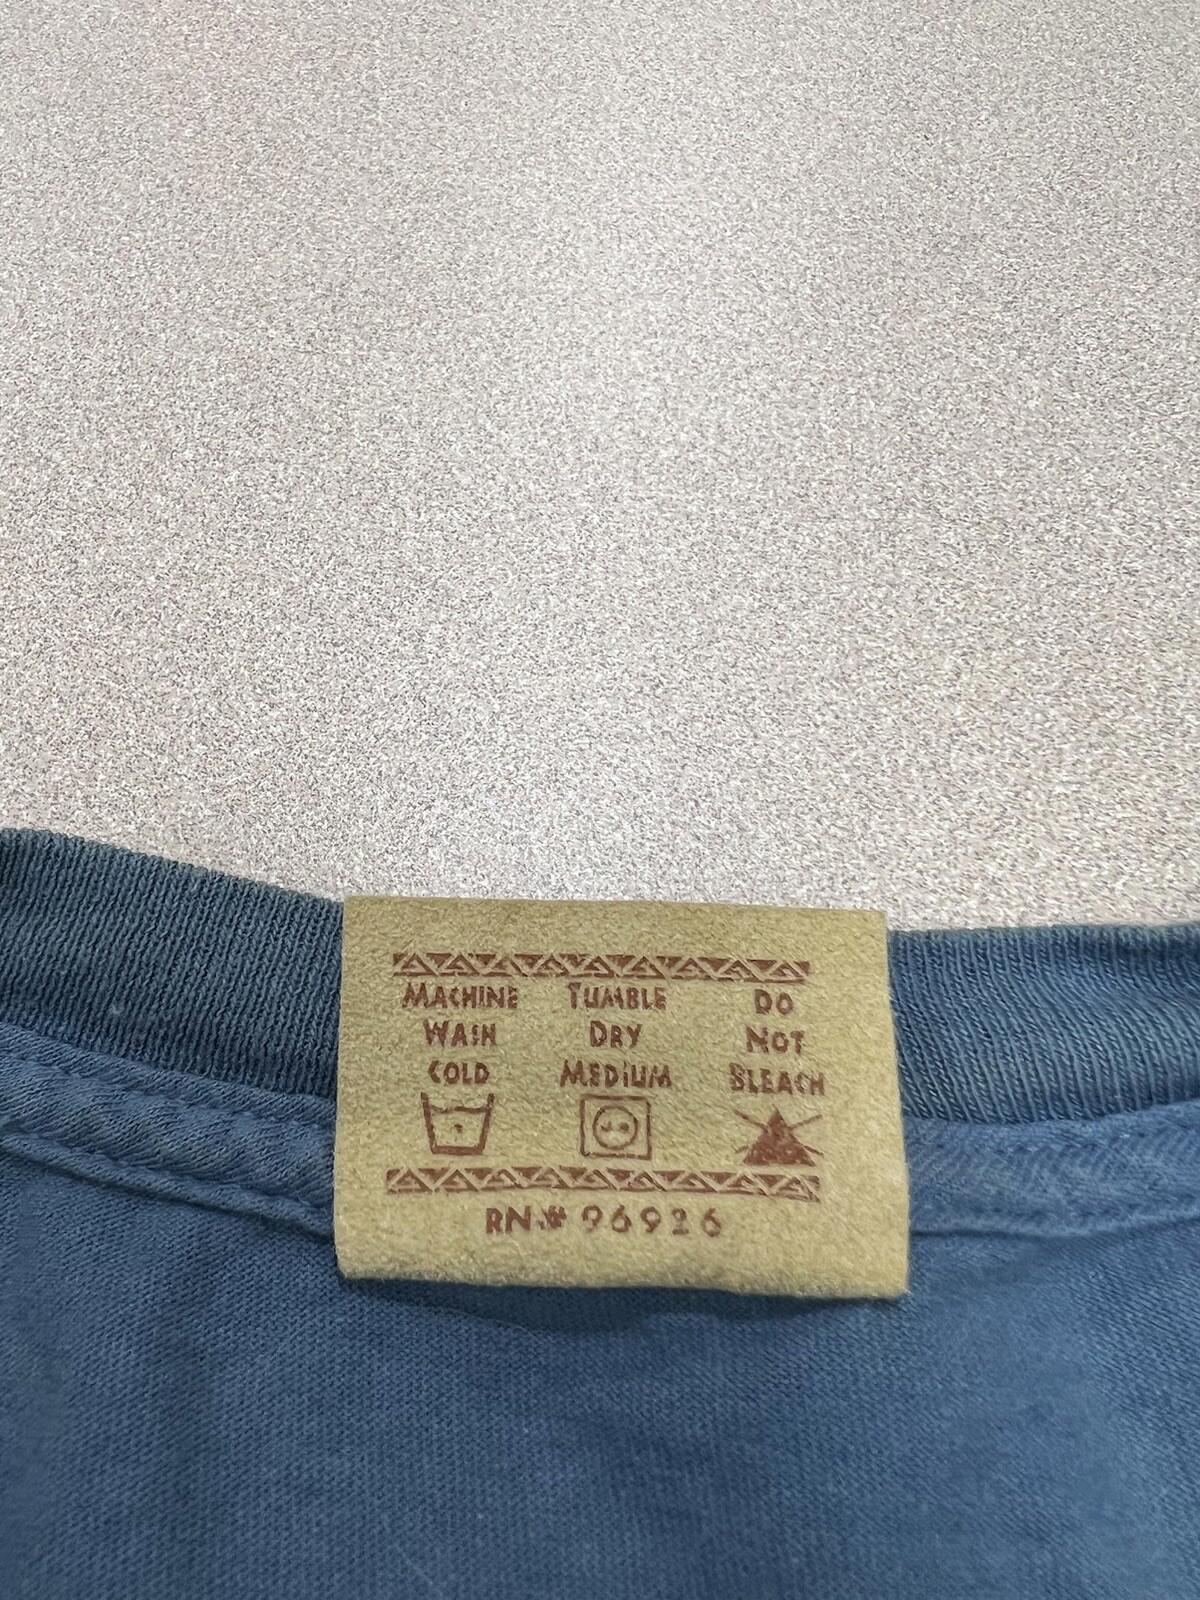 MACHINE TUMBLE DO
WASH DRY NOT
COLD MEDIUM BLEACH
RN# 96926